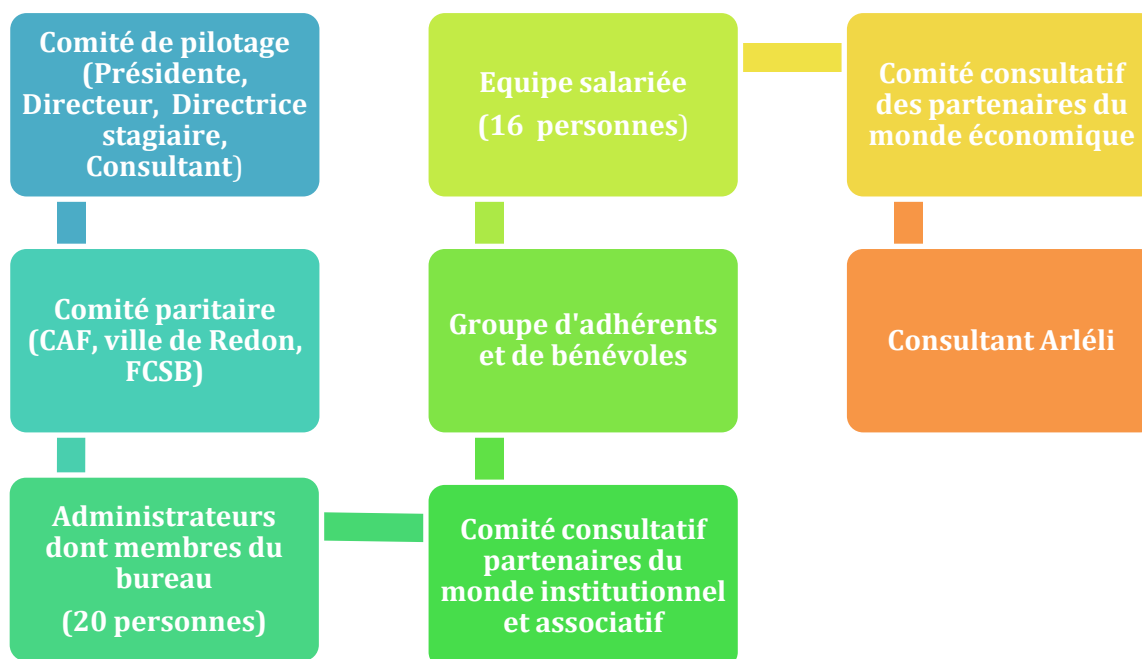 Comité de pilotage
(Présidente,
Directeur, Directrice
stagiaire,
Consultant)
Comité paritaire
(CAF, ville de Redon,
FCSB)
Administrateurs
dont membres du
bureau
(20 personnes)
Comité consultatif
partenaires du
monde institutionnel
et associatif
Groupe d'adhérents
et de bénévoles
Equipe salariée
(16 personnes)
Comité consultatif
des partenaires du
monde économique
Consultant Arléli